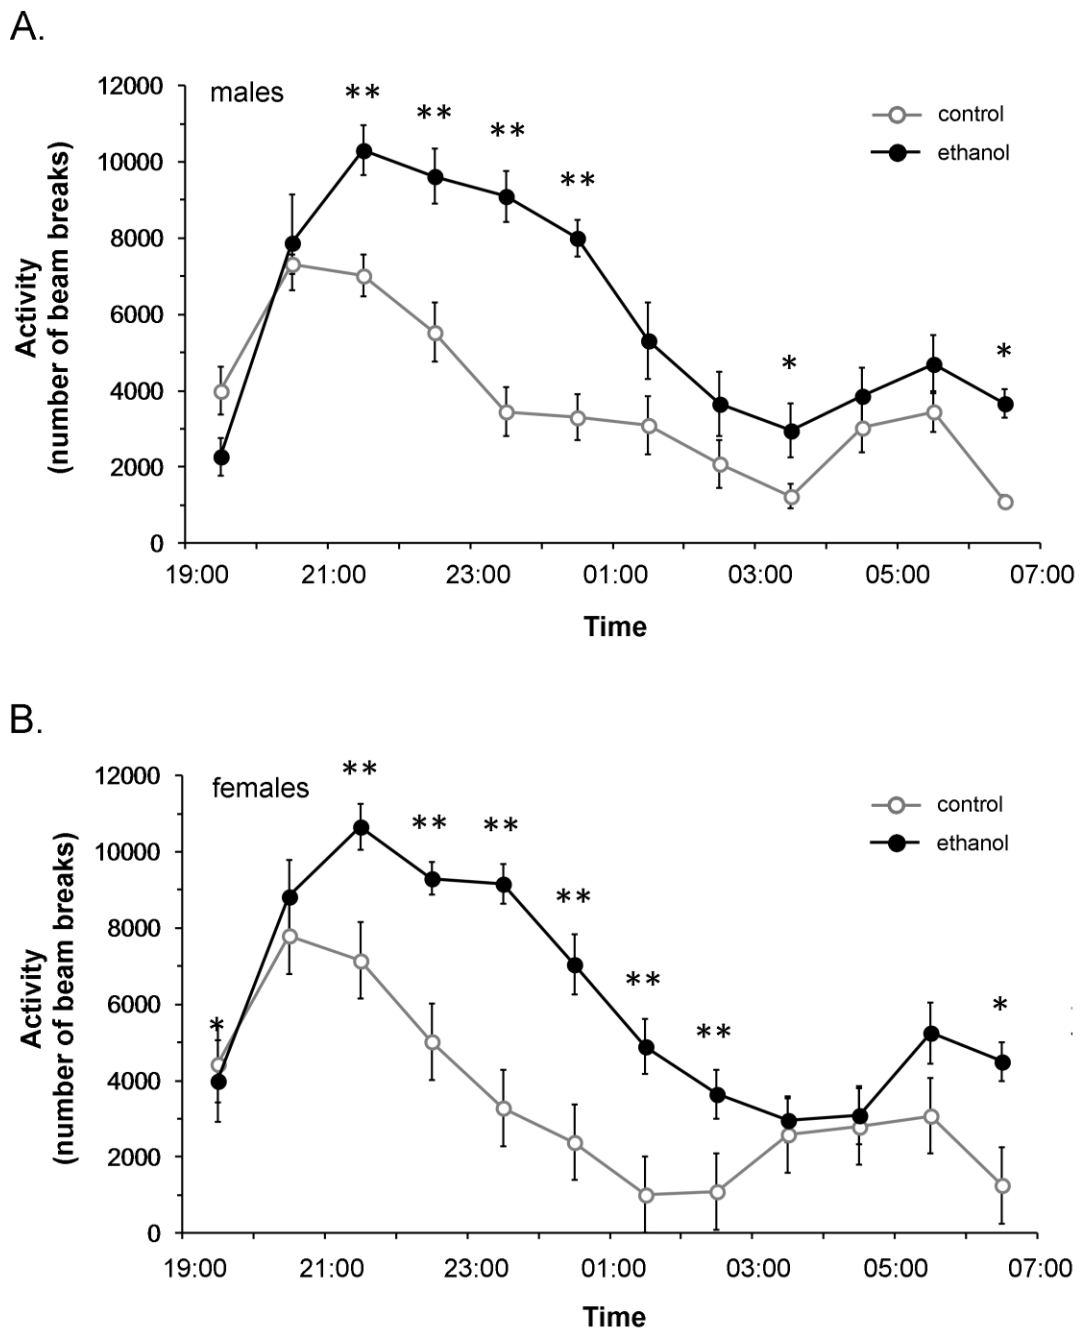 A.
males
control
ethanol
**
**
**
**
*
*
12000
10000
8000
6000
4000
2000
0
Activity
(number of beam breaks)
19:00 21:00 23:00 01:00 03:00 05:00 07:00
Time
B.
females
control
ethanol
**
**
**
**
**
**
*
*
12000
10000
8000
6000
4000
2000
0
Activity
(number of beam breaks)
19:00 21:00 23:00 01:00 03:00 05:00 07:00
Time